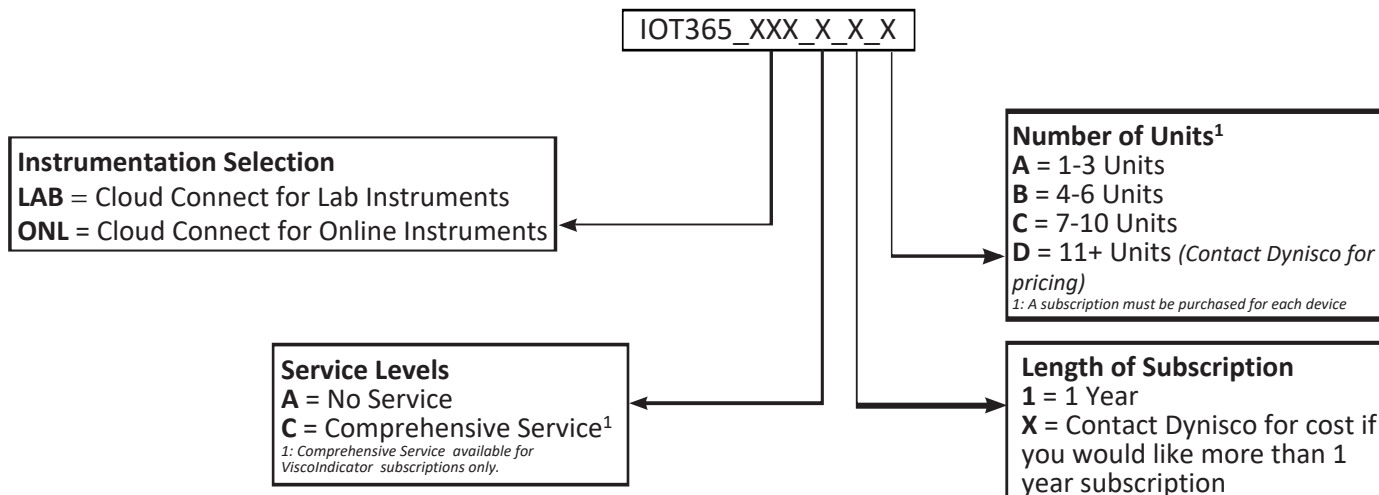 IOT365_XXX_X_X_X
Instrumentation Selection
LAB = Cloud Connect for Lab Instruments
ONL = Cloud Connect for Online Instruments
Number of Units¹
A = 1-3 Units
B = 4-6 Units
C = 7-10 Units
D = 11+ Units (Contact Dynisco for
pricing)
1: A subscription must be purchased for each device
Service Levels
A = No Service
C = Comprehensive Service¹
1: Comprehensive Service available for
ViscoIndicator subscriptions only.
Length of Subscription
1 = 1 Year
X = Contact Dynisco for cost if
you would like more than 1
year subscription